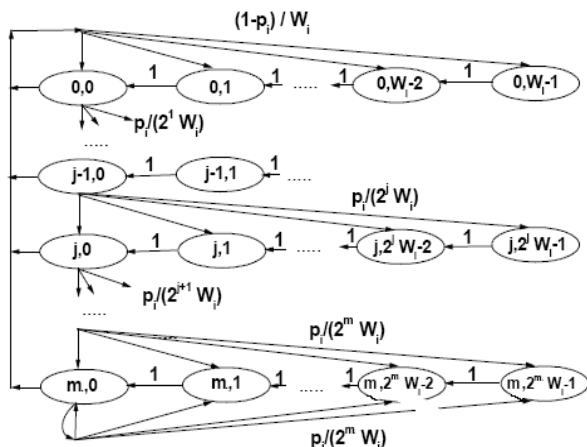 (1-pᵢ) / Wᵢ
1 1 1 1
0,0 0,1 ..... 0,Wᵢ-2 0,Wᵢ-1
pᵢ/(2¹ Wᵢ)
.....
1 1
j-1,0 j-1,1 .....
pᵢ/(2ʲ Wᵢ)
1 1 1 1
j,0 j,1 ..... j,2ʲ Wᵢ-2 j,2ʲ Wᵢ-1
pᵢ/(2ʲ⁺¹ Wᵢ)
.....
pᵢ/(2ᵐ Wᵢ)
1 1 1 1
m,0 m,1 ..... m,2ᵐ Wᵢ-2 m,2ᵐ Wᵢ-1
pᵢ/(2ᵐ Wᵢ)